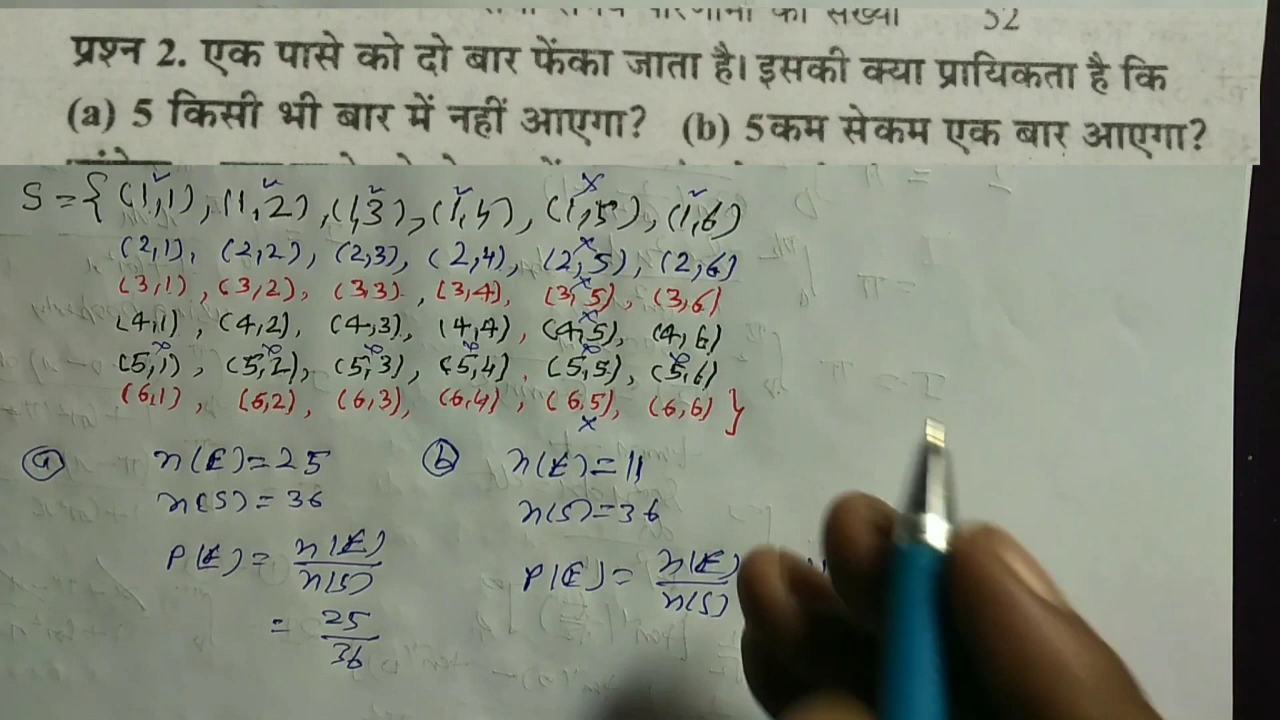 की संख्या 52
प्रश्न 2. एक पासे को दो बार फेंका जाता है। इसकी क्या प्रायिकता है कि
(a) 5 किसी भी बार में नहीं आएगा? (b) 5कम सेकम एक बार आएगा?
S={(1,1), (1,2), (1,3), (1,4), (1,5), (1,6)
(2,1), (2,2), (2,3), (2,4), (2,5), (2,6)
(3,1), (3,2), (3,3), (3,4), (3,5), (3,6)
(4,1), (4,2), (4,3), (4,4), (4,5), (4,6)
(5,1), (5,2), (5,3), (5,4), (5,5), (5,6)
(6,1), (6,2), (6,3), (6,4), (6,5), (6,6)}
(a) n(E)=25 (b) n(E)=11
n(S)=36 n(S)=36
P(E)= n(E)/n(S) P(E)= n(E)/n(S)
= 25/36